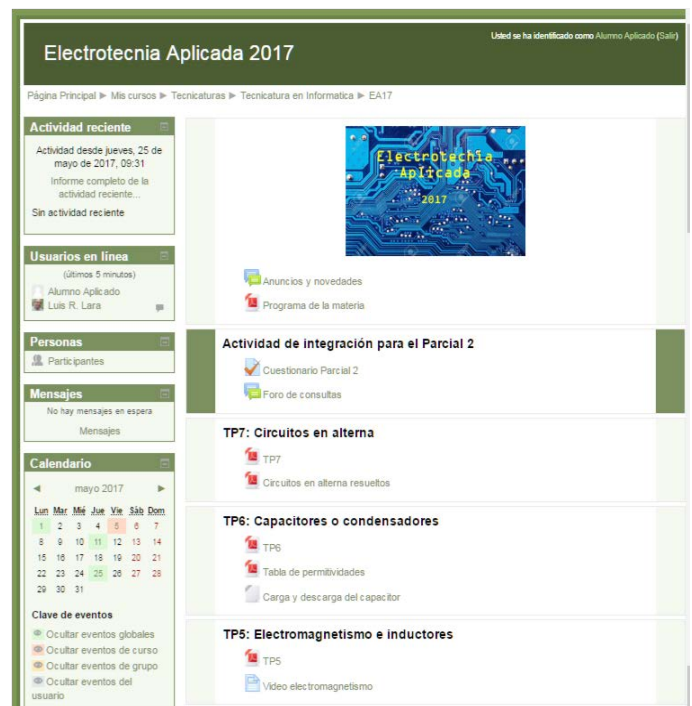 Electrotecnia Aplicada 2017
Usted se ha identificado como Alumno Aplicado (Salir)
Página Principal ► Mis cursos ► Tecnicaturas ► Tecnicatura en Informatica ► EA17
Actividad reciente
Actividad desde jueves, 25 de
mayo de 2017, 09:31
Informe completo de la
actividad reciente...
Sin actividad reciente
Usuarios en línea
(últimos 5 minutos)
Alumno Aplicado
Luis R. Lara
Personas
Participantes
Mensajes
No hay mensajes en espera
Mensajes
Calendario
◄ mayo 2017 ►
Lun Mar Mié Jue Vie Sáb Dom
1 2 3 4 5 6 7
8 9 10 11 12 13 14
15 16 17 18 19 20 21
22 23 24 25 26 27 28
29 30 31
Clave de eventos
Ocultar eventos globales
Ocultar eventos de curso
Ocultar eventos de grupo
Ocultar eventos del
usuario
Electrotecnia
Aplicada
2017
Anuncios y novedades
Programa de la materia
Actividad de integración para el Parcial 2
Cuestionario Parcial 2
Foro de consultas
TP7: Circuitos en alterna
TP7
Circuitos en alterna resueltos
TP6: Capacitores o condensadores
TP6
Tabla de permitividades
Carga y descarga del capacitor
TP5: Electromagnetismo e inductores
TP5
Video electromagnetismo